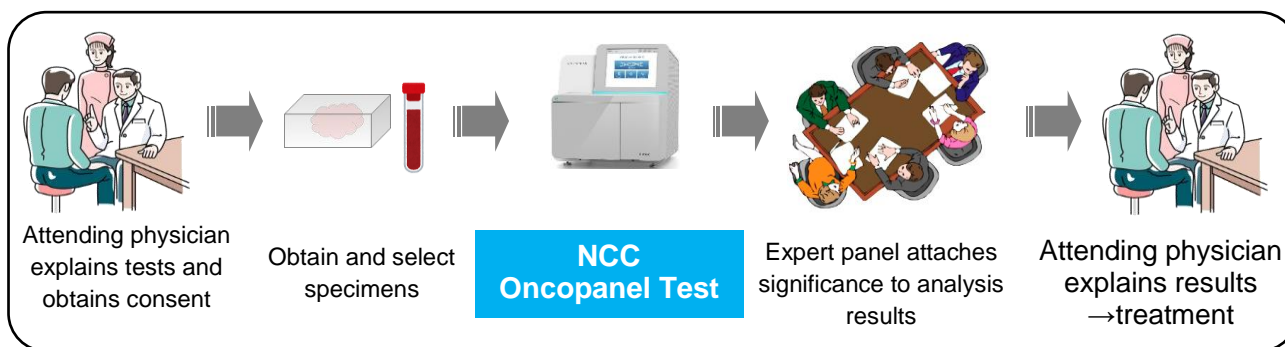 Attending physician
explains tests and
obtains consent
Obtain and select
specimens
NCC
Oncopanel Test
Expert panel attaches
significance to analysis
results
Attending physician
explains results
→treatment